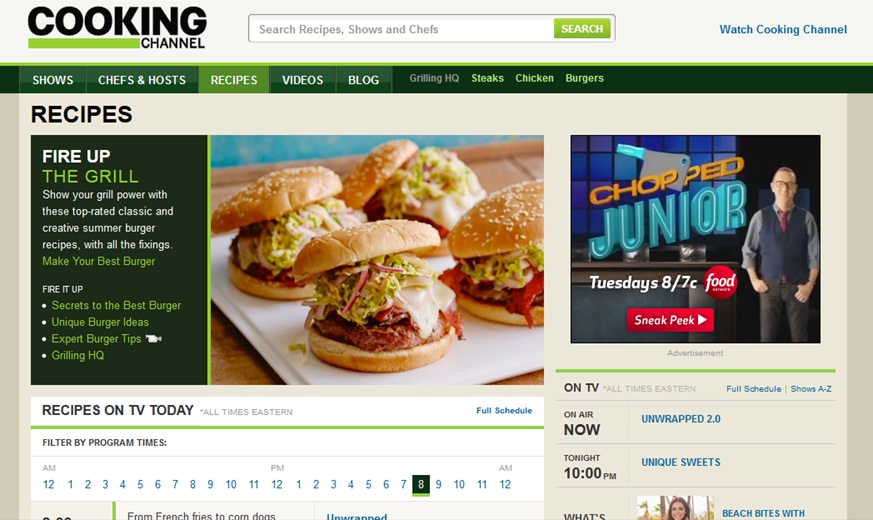 COOKING
CHANNEL
Search Recipes, Shows and Chefs
SEARCH
Watch Cooking Channel
SHOWS
CHEFS & HOSTS
RECIPES
VIDEOS
BLOG
Grilling HQ
Steaks
Chicken
Burgers
RECIPES
FIRE UP
THE GRILL
Show your grill power with
these top-rated classic and
creative summer burger
recipes, with all the fixings.
Make Your Best Burger
FIRE IT UP
Secrets to the Best Burger
Unique Burger Ideas
Expert Burger Tips
Grilling HQ
CHOPPED
JUNIOR
Tuesdays 8/7c
food
NETWORK
Sneak Peek
Advertisement
RECIPES ON TV TODAY *ALL TIMES EASTERN
Full Schedule
FILTER BY PROGRAM TIMES:
AM PM AM
12 1 2 3 4 5 6 7 8 9 10 11 12 1 2 3 4 5 6 7 8 9 10 11 12
From French fries to corn dogs
Unwrapped
ON TV *ALL TIMES EASTERN
Full Schedule | Shows A-Z
ON AIR
NOW
UNWRAPPED 2.0
TONIGHT
10:00 PM
UNIQUE SWEETS
WHAT'S
BEACH BITES WITH